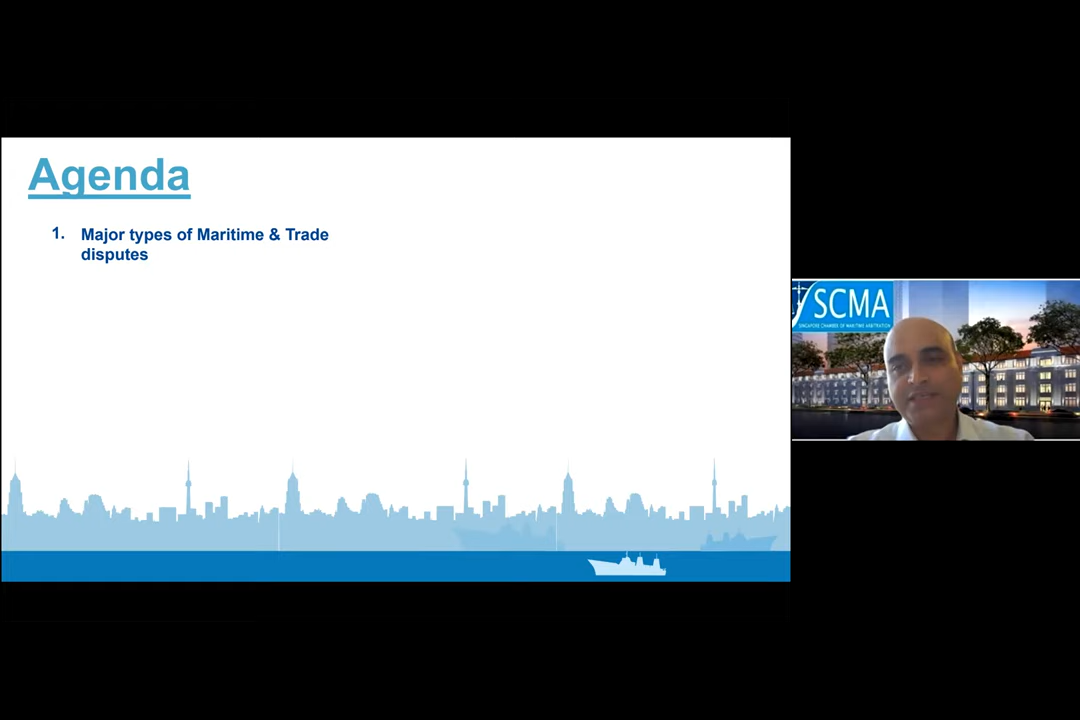 Agenda
1. Major types of Maritime & Trade
disputes
SCMA
SINGAPORE CHAMBER OF MARITIME ARBITRATION